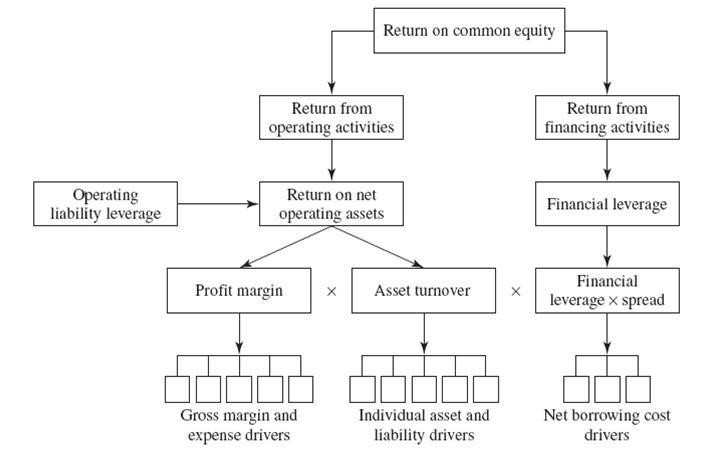 Return on common equity
Return from
operating activities
Return from
financing activities
Operating
liability leverage
Return on net
operating assets
Financial leverage
Profit margin
×
Asset turnover
×
Financial
leverage × spread
Gross margin and
expense drivers
Individual asset and
liability drivers
Net borrowing cost
drivers